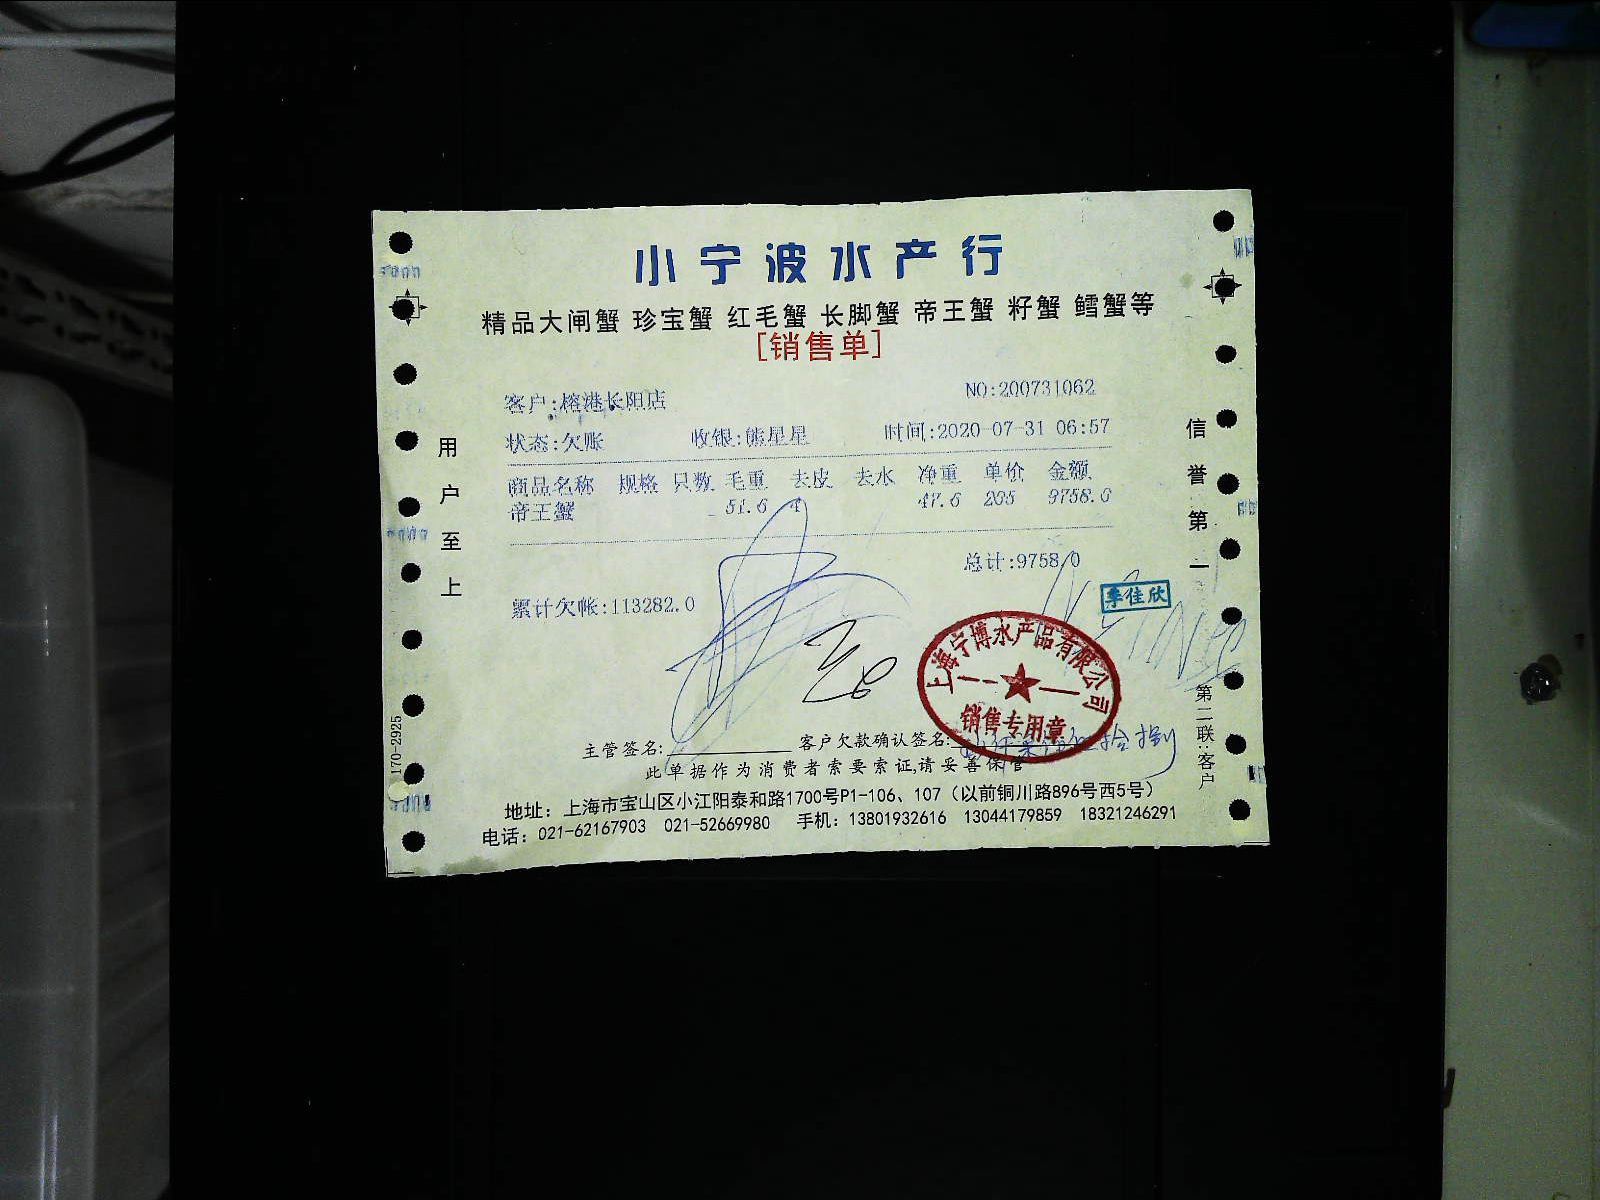 小宁波水产行
精品大闸蟹 珍宝蟹 红毛蟹 长脚蟹 帝王蟹 籽蟹 鳕蟹等
[销售单]
NO:200731062
客户:榕港长阳店
状态:欠账 收银:熊星星 时间:2020-07-31 06:57
商品名称 规格 只数 毛重 去皮 去水 净重 单价 金额
帝王蟹 51.6 4 47.6 205 9758.0
总计:9758.0
累计欠帐:113282.0
用户至上
信誉第一
李佳欣
上海宁博水产品有限公司
销售专用章
第二联:客户
170-2925
主管签名: 客户欠款确认签名:
此单据作为消费者索要索证,请妥善保管
地址：上海市宝山区小江阳泰和路1700号P1-106、107（以前铜川路896号西5号）
电话：021-62167903 021-52669980 手机：13801932616 13044179859 18321246291